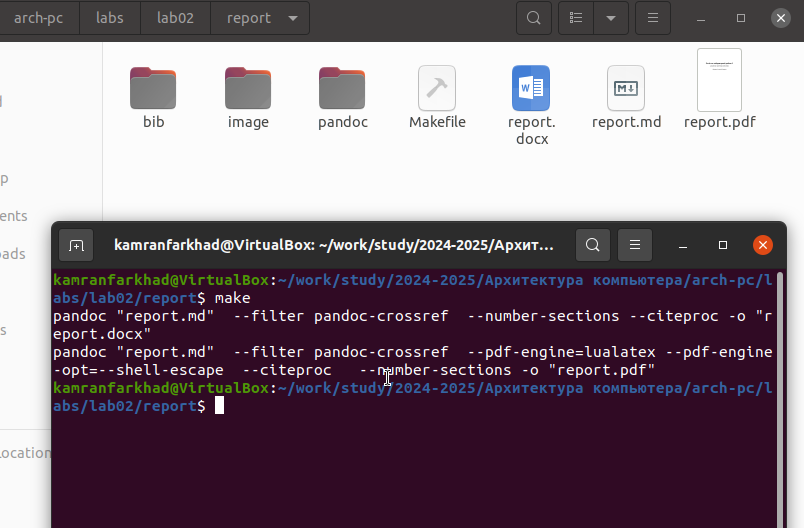 arch-pc labs lab02 report
bib image pandoc Makefile report.docx report.md report.pdf
p
ents
oads
s
ocation
kamranfarkhad@VirtualBox: ~/work/study/2024-2025/Архит...
kamranfarkhad@VirtualBox:~/work/study/2024-2025/Архитектура компьютера/arch-pc/l
abs/lab02/report$ make
pandoc "report.md"  --filter pandoc-crossref  --number-sections --citeproc -o "r
eport.docx"
pandoc "report.md"  --filter pandoc-crossref  --pdf-engine=lualatex --pdf-engine
-opt=--shell-escape  --citeproc   --number-sections -o "report.pdf"
kamranfarkhad@VirtualBox:~/work/study/2024-2025/Архитектура компьютера/arch-pc/l
abs/lab02/report$